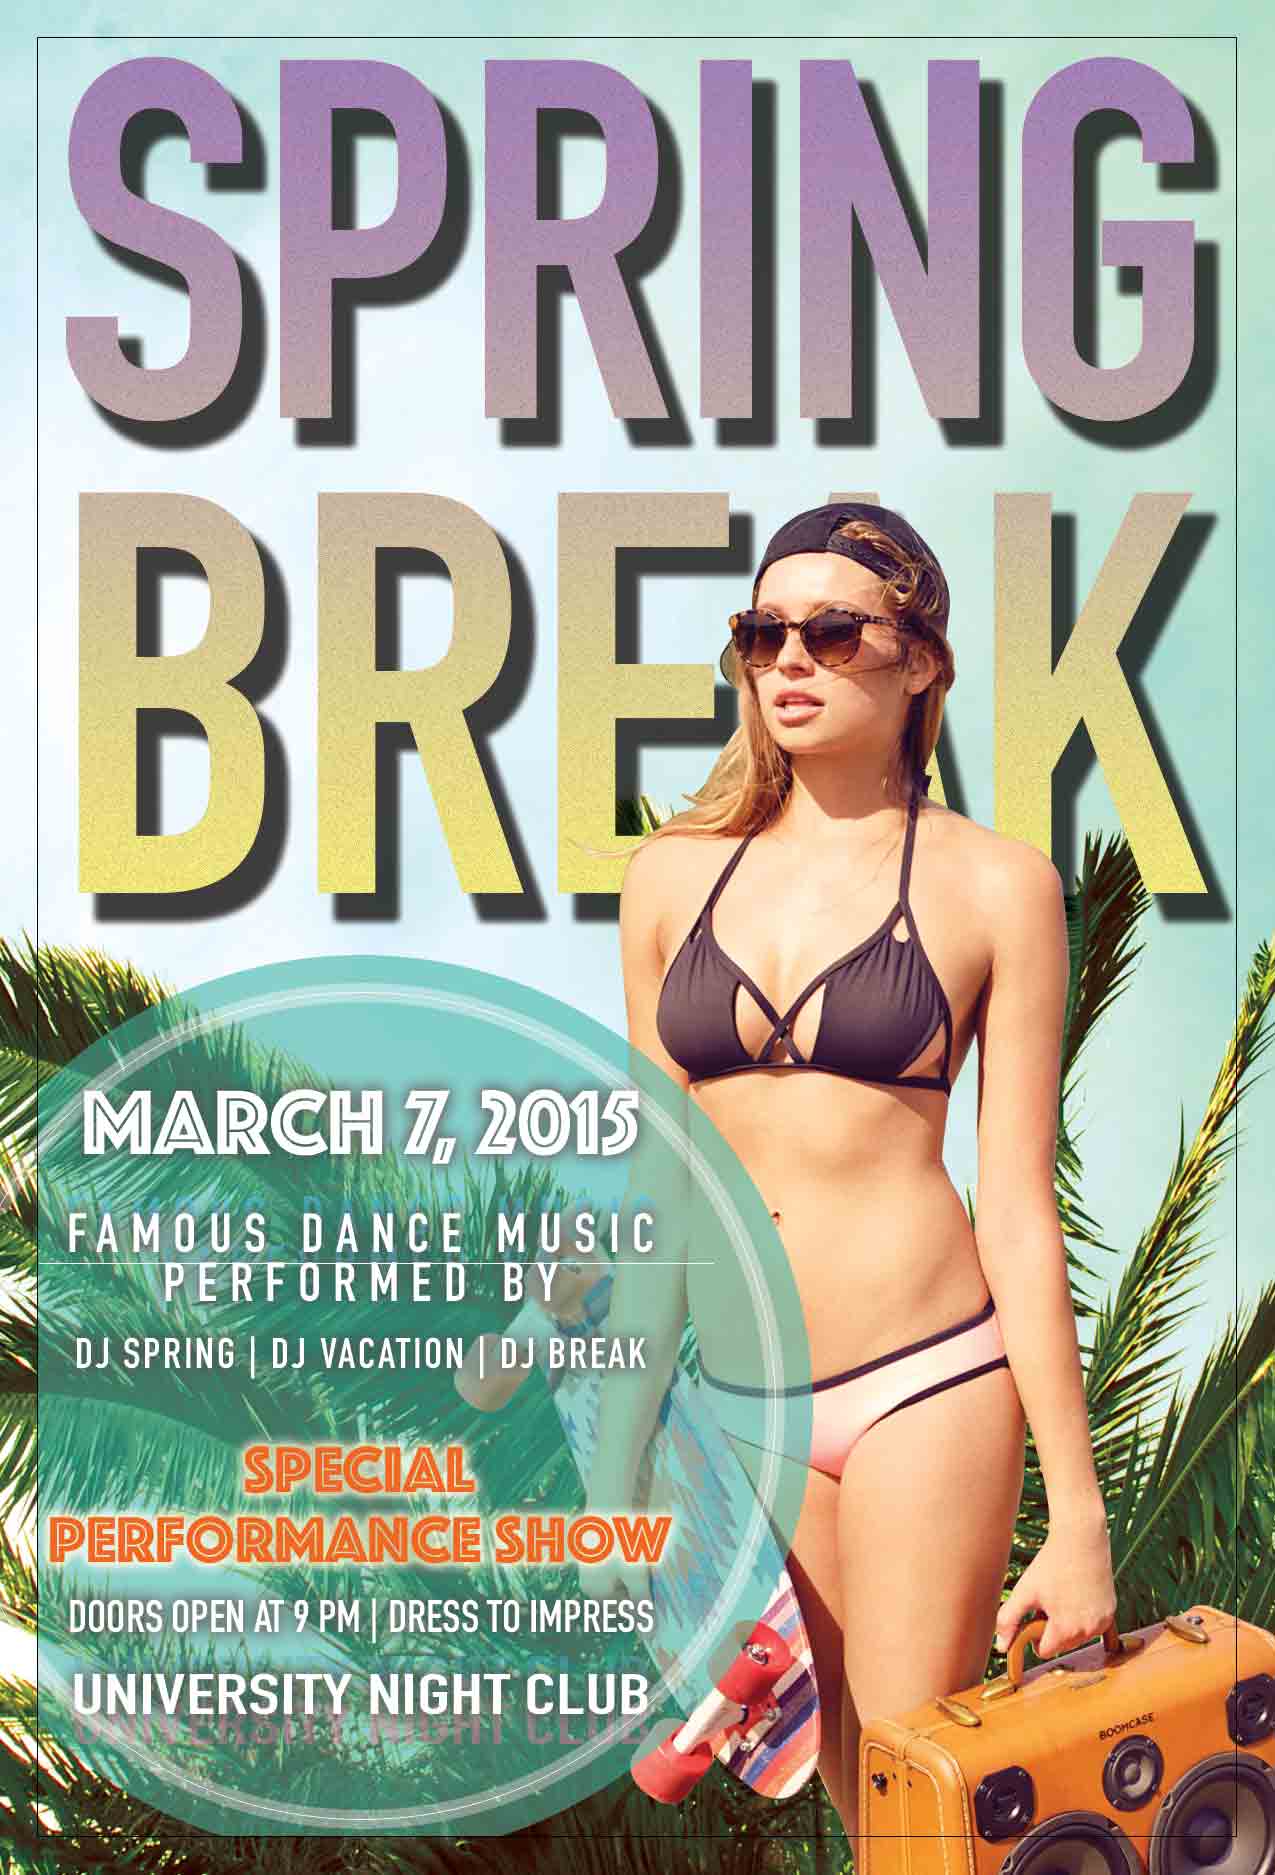 SPRING
BREAK
MARCH 7, 2015
FAMOUS DANCE MUSIC
PERFORMED BY
DJ SPRING | DJ VACATION | DJ BREAK
SPECIAL
PERFORMANCE SHOW
DOORS OPEN AT 9 PM | DRESS TO IMPRESS
UNIVERSITY NIGHT CLUB
BOOMCASE